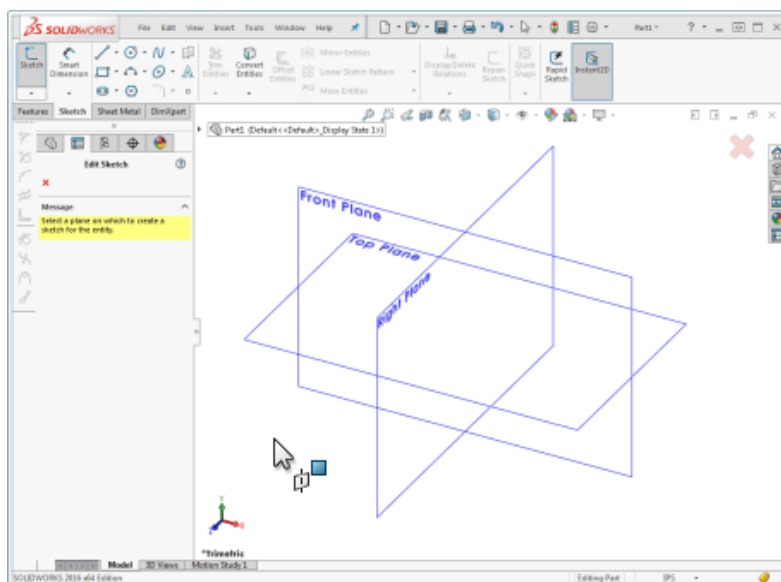 SOLIDWORKS File Edit View Insert Tools Window Help Part1 *
Sketch Smart Dimension Trim Entities Convert Entities Offset Entities Mirror Entities Linear Sketch Pattern Move Entities Display/Delete Relations Repair Sketch Quick Snaps Rapid Sketch Instant2D
Features Sketch Sheet Metal DimXpert
Part1 (Default<<Default>_Display State 1>)
Edit Sketch
Message
Select a plane on which to create a
sketch for the entity.
Front Plane
Top Plane
Right Plane
*Trimetric
Model 3D Views Motion Study 1
SOLIDWORKS 2016 x64 Edition Editing Part IPS